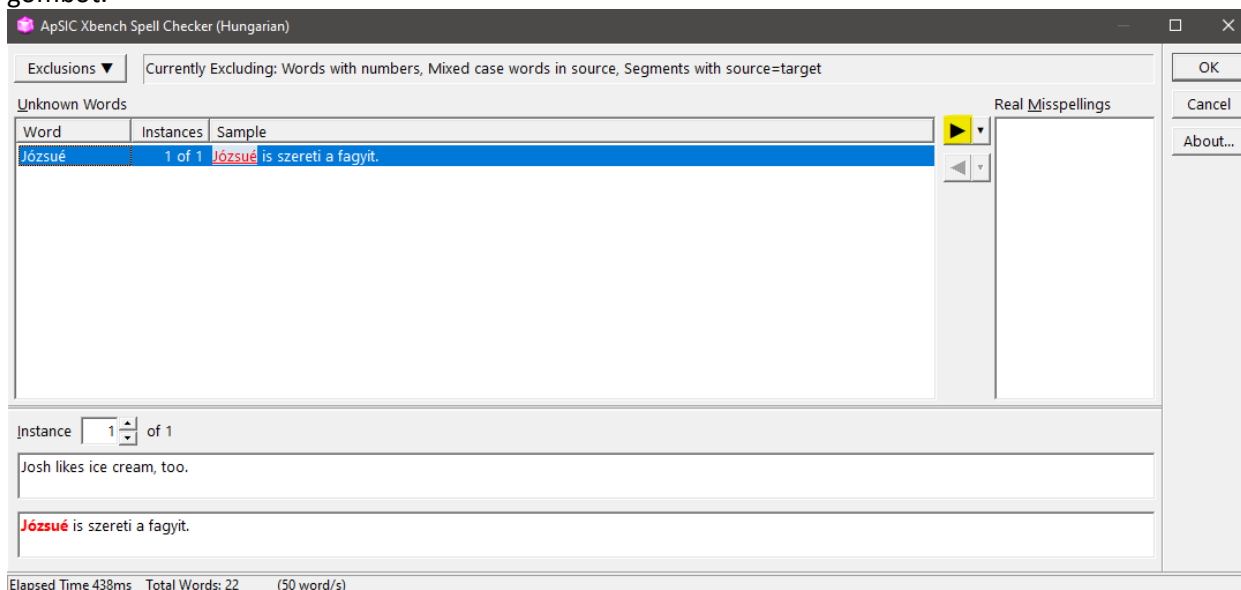 gombot.
ApSIC Xbench Spell Checker (Hungarian)
Exclusions ▼ Currently Excluding: Words with numbers, Mixed case words in source, Segments with source=target OK
Unknown Words Real Misspellings Cancel
Word Instances Sample About...
Józsué 1 of 1 Józsué is szereti a fagyit.
Instance 1 of 1
Josh likes ice cream, too.
Józsué is szereti a fagyit.
Elapsed Time 438ms Total Words: 22 (50 word/s)